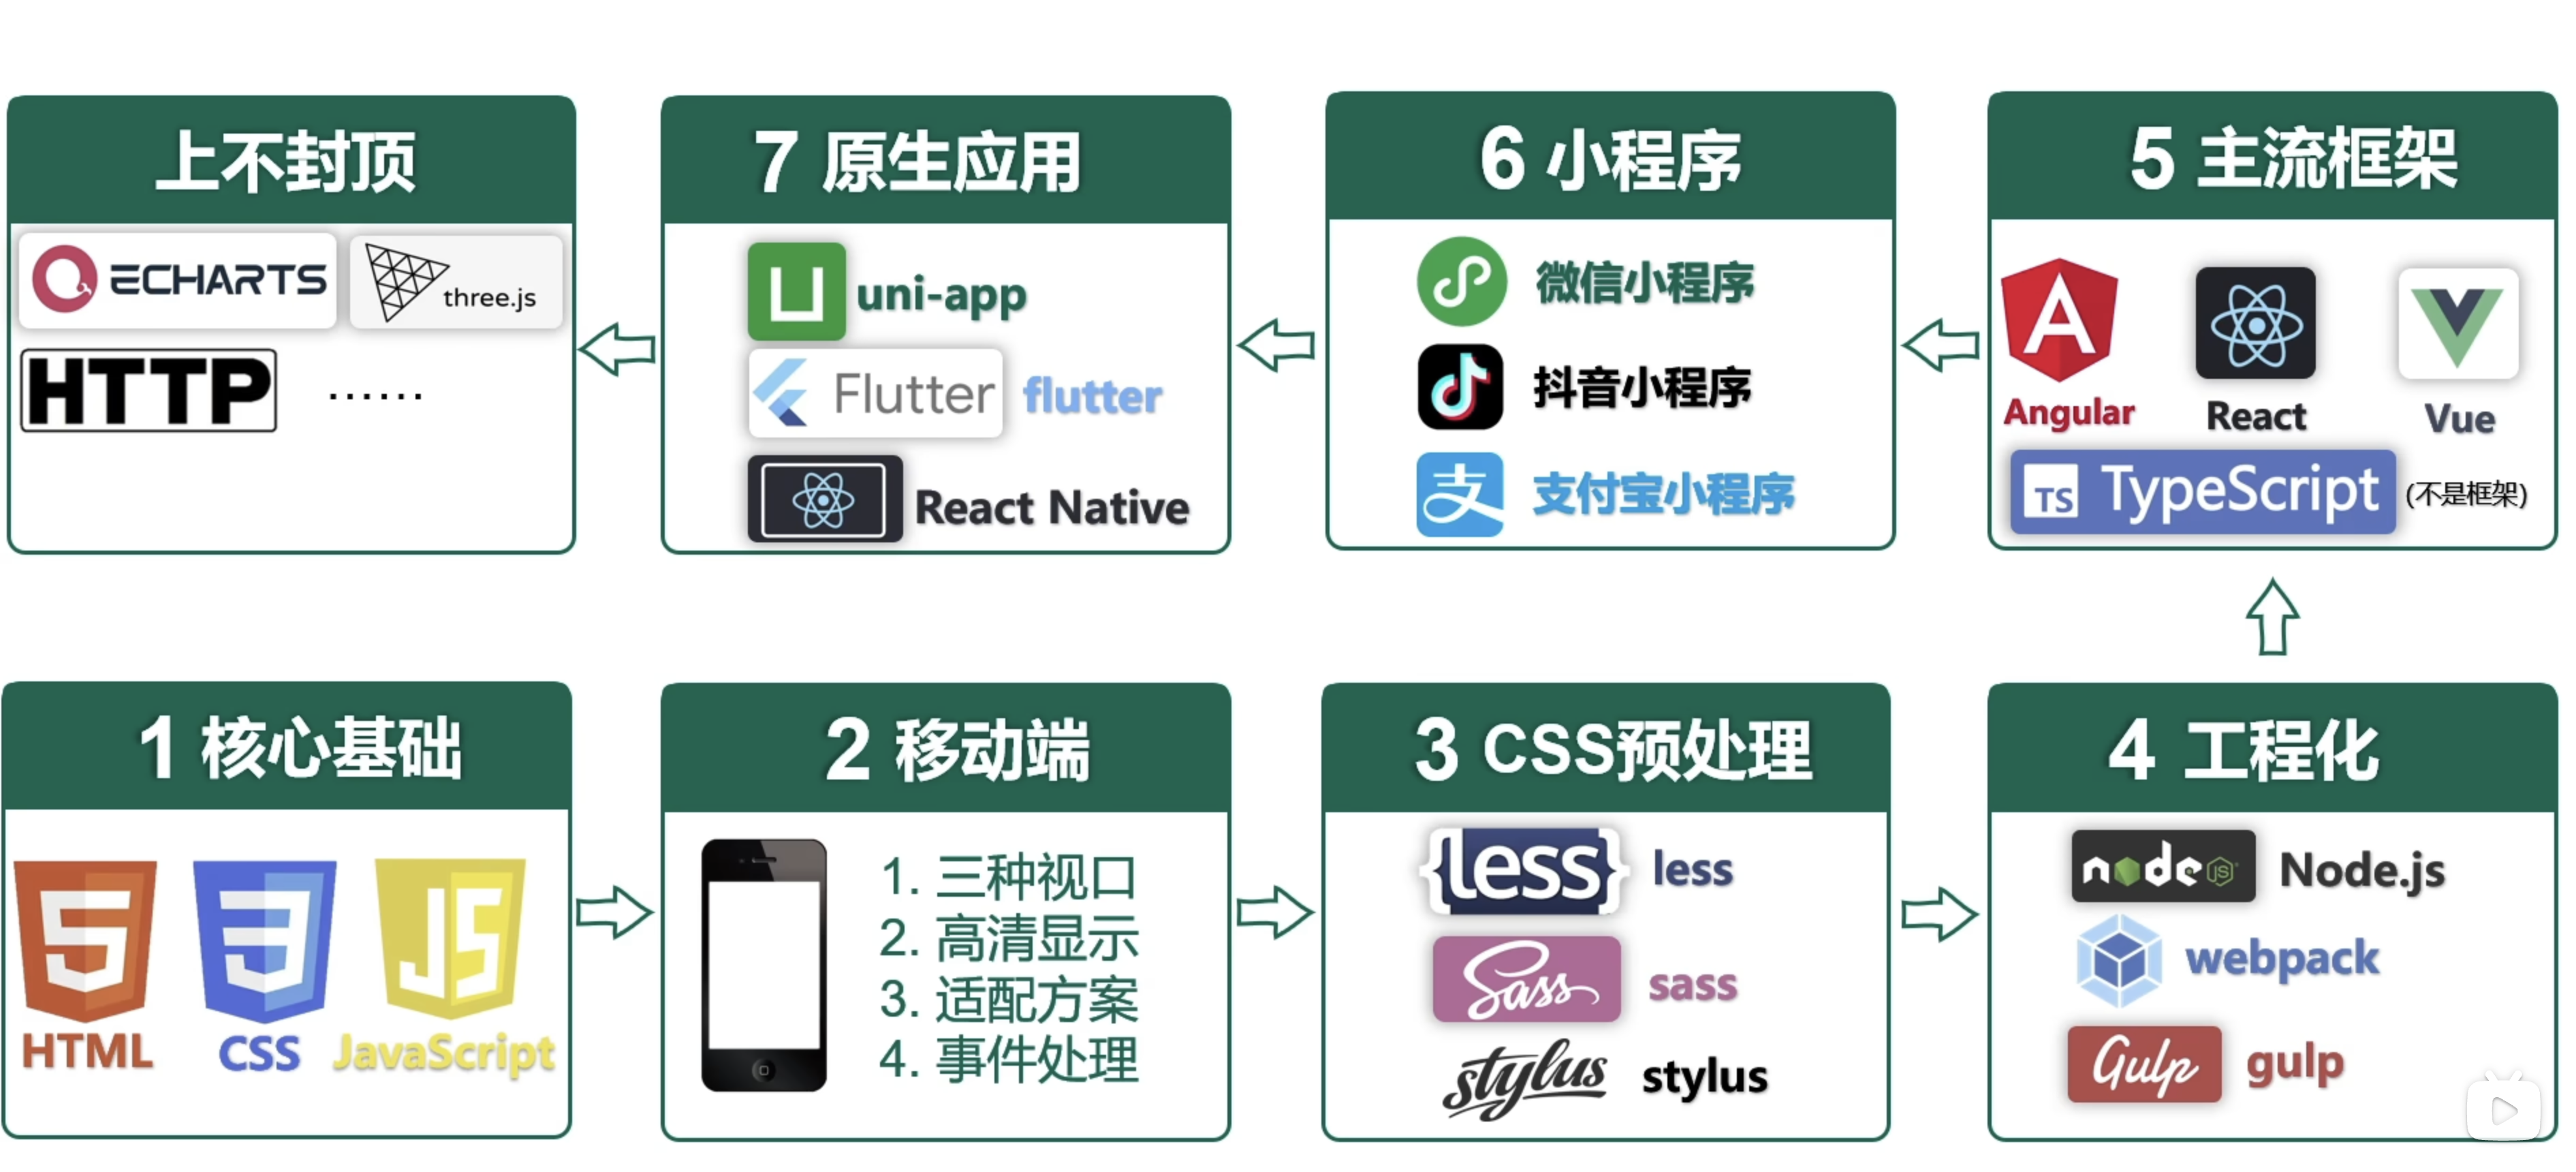 上不封顶
ECHARTS
three.js
HTTP
......
7 原生应用
uni-app
Flutter flutter
React Native
6 小程序
微信小程序
抖音小程序
支 支付宝小程序
5 主流框架
A
Angular
React
Vue
TS TypeScript (不是框架)
1 核心基础
5 3 JS
HTML CSS JavaScript
2 移动端
1. 三种视口
2. 高清显示
3. 适配方案
4. 事件处理
3 CSS预处理
{less} less
Sass sass
stylus stylus
4 工程化
node JS Node.js
webpack
Gulp gulp